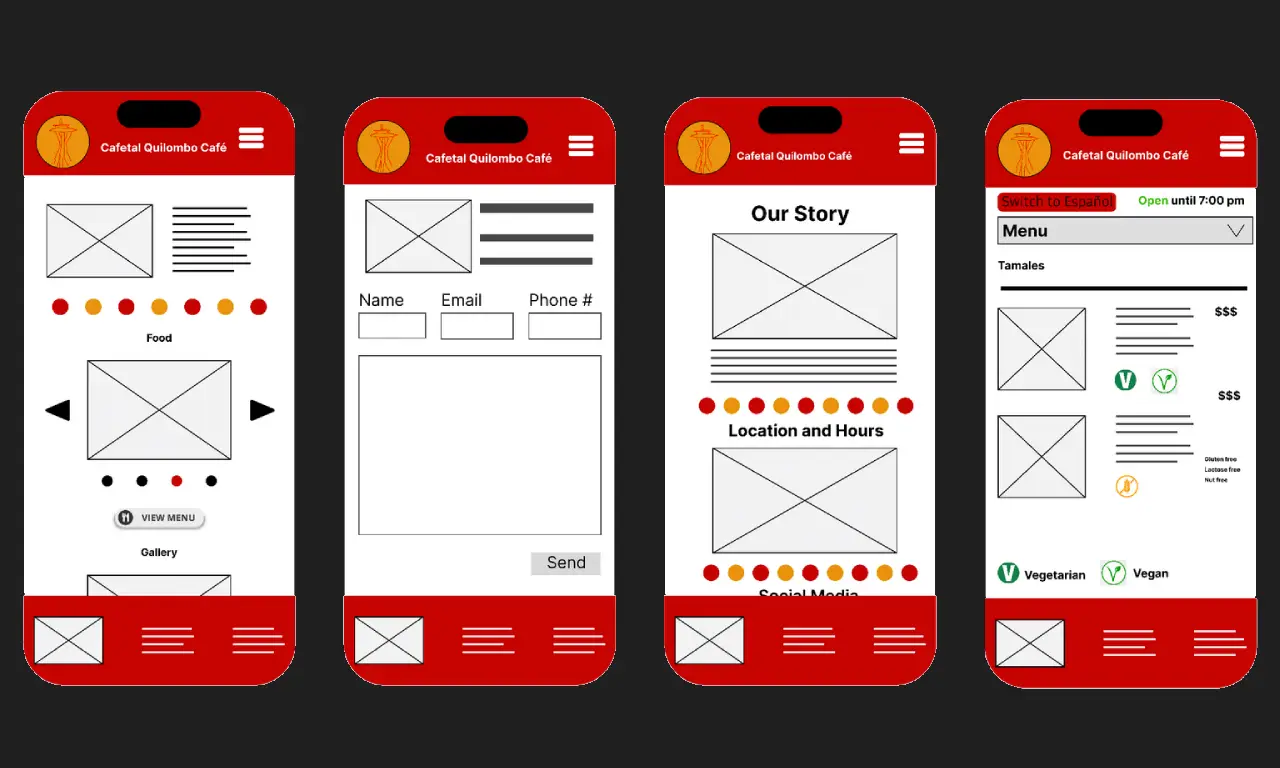 Cafetal Quilombo Café
Food
VIEW MENU
Gallery
Cafetal Quilombo Café
Name Email Phone #
Send
Cafetal Quilombo Café
Our Story
Location and Hours
Social Media
Cafetal Quilombo Café
Switch to Español Open until 7:00 pm
Menu
Tamales
$$$
V
$$$
Gluten free
Lactose free
Nut free
V Vegetarian Vegan